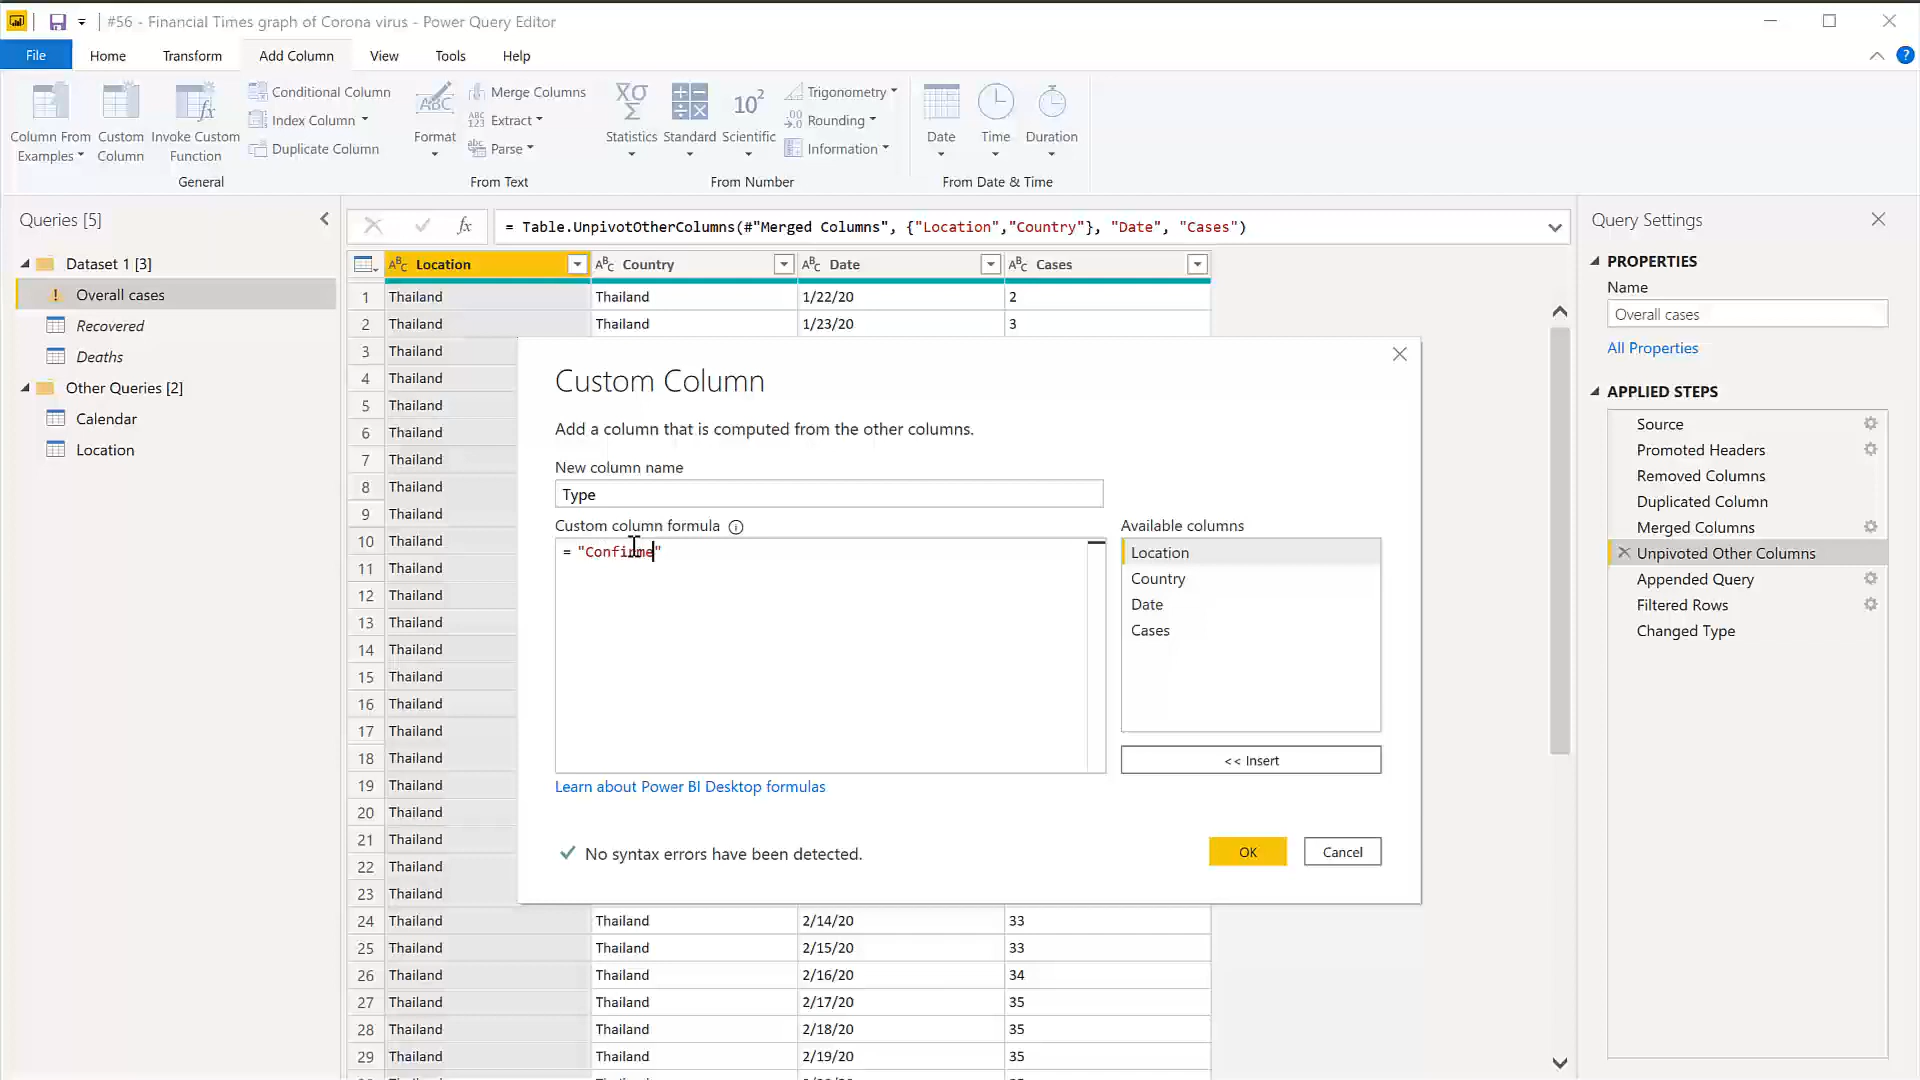 #56 - Financial Times graph of Corona virus - Power Query Editor
File
Home
Transform
Add Column
View
Tools
Help
Column From Examples
Custom Column
Invoke Custom Function
Conditional Column
Index Column
Duplicate Column
General
Format
Merge Columns
Extract
Parse
From Text
Statistics
Standard
Scientific
Trigonometry
Rounding
Information
From Number
Date
Time
Duration
From Date & Time
Queries [5]
Dataset 1 [3]
Overall cases
Recovered
Deaths
Other Queries [2]
Calendar
Location
= Table.UnpivotOtherColumns(#"Merged Columns", {"Location","Country"}, "Date", "Cases")
Location Country Date Cases
1 Thailand Thailand 1/22/20 2
2 Thailand Thailand 1/23/20 3
3 Thailand
4 Thailand
5 Thailand
6 Thailand
7 Thailand
8 Thailand
9 Thailand
10 Thailand
11 Thailand
12 Thailand
13 Thailand
14 Thailand
15 Thailand
16 Thailand
17 Thailand
18 Thailand
19 Thailand
20 Thailand
21 Thailand
22 Thailand
23 Thailand
24 Thailand Thailand 2/14/20 33
25 Thailand Thailand 2/15/20 33
26 Thailand Thailand 2/16/20 34
27 Thailand Thailand 2/17/20 35
28 Thailand Thailand 2/18/20 35
29 Thailand Thailand 2/19/20 35
Custom Column
Add a column that is computed from the other columns.
New column name
Type
Custom column formula
= "Confirme"
Available columns
Location
Country
Date
Cases
<< Insert
Learn about Power BI Desktop formulas
No syntax errors have been detected.
OK
Cancel
Query Settings
PROPERTIES
Name
Overall cases
All Properties
APPLIED STEPS
Source
Promoted Headers
Removed Columns
Duplicated Column
Merged Columns
Unpivoted Other Columns
Appended Query
Filtered Rows
Changed Type